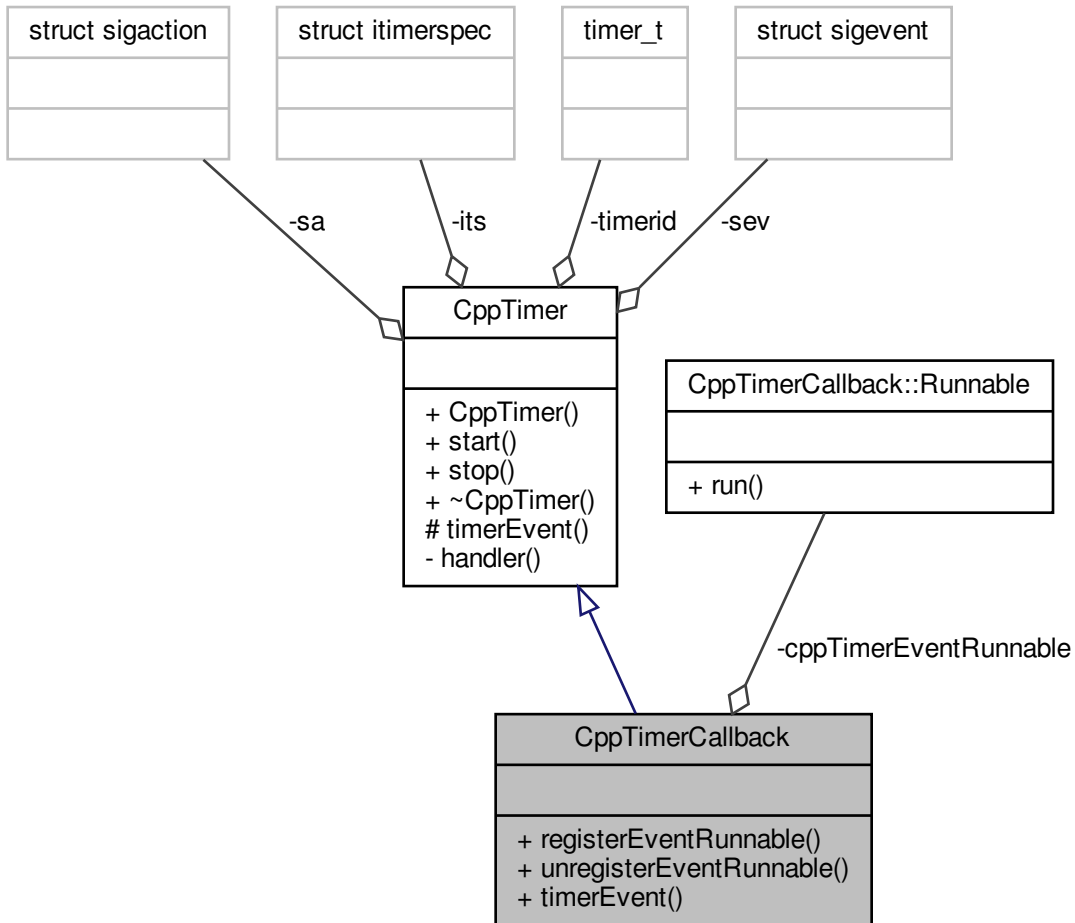 struct sigaction
struct itimerspec
timer_t
struct sigevent
-sa
-its
-timerid
-sev
CppTimer
+ CppTimer()
+ start()
+ stop()
+ ~CppTimer()
# timerEvent()
- handler()
CppTimerCallback::Runnable
+ run()
-cppTimerEventRunnable
CppTimerCallback
+ registerEventRunnable()
+ unregisterEventRunnable()
+ timerEvent()